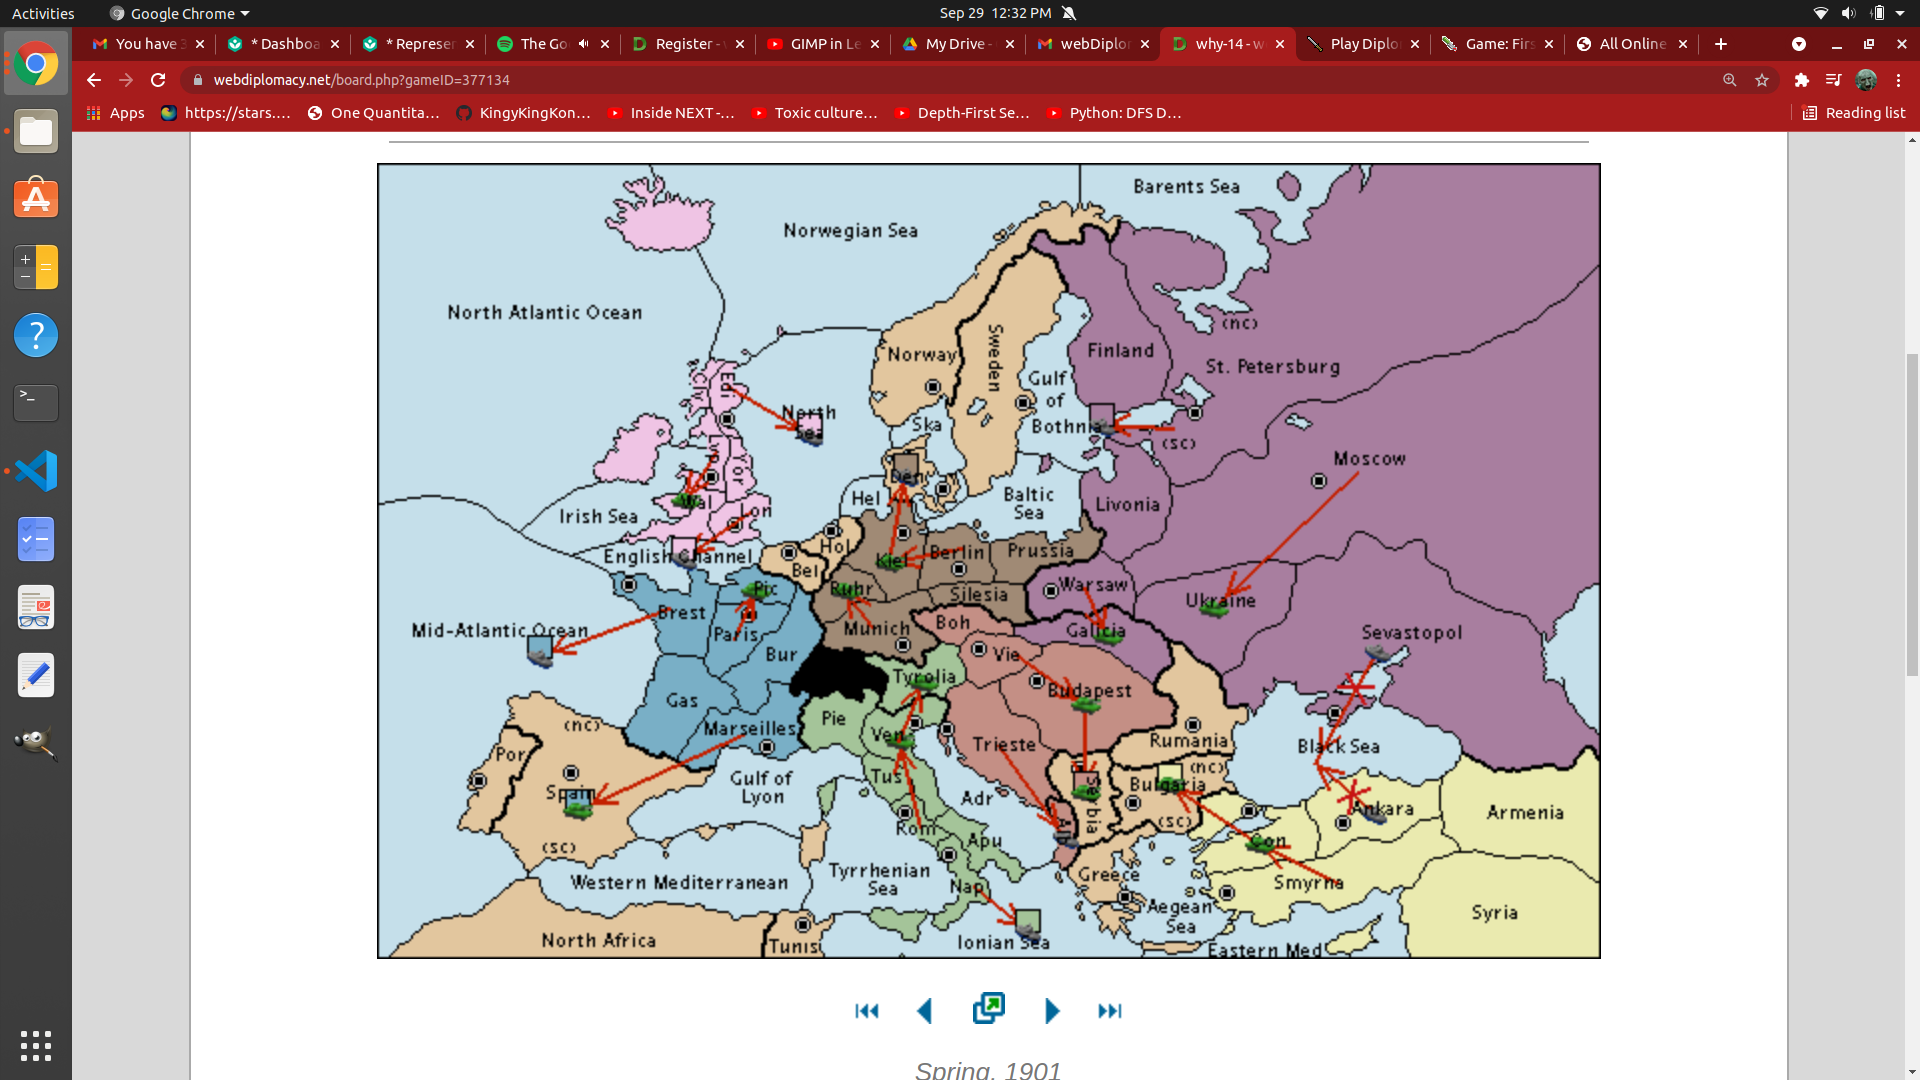 Activities
Google Chrome
Sep 29 12:32 PM
You have 3
* Dashboa
* Represer
The Go
Register -
GIMP in Le
My Drive -
webDiplor
why-14 - w
Play Diplo
Game: Firs
All Online
webdiplomacy.net/board.php?gameID=377134
Apps
https://stars....
One Quantita...
KingyKingKon...
Inside NEXT -...
Toxic culture...
Depth-First Se...
Python: DFS D...
Reading list
Barents Sea
Norwegian Sea
North Atlantic Ocean
(nc)
Norway
Sweden
Finland
St. Petersburg
Gulf
of
Bothnia
Cly
Edi
North
Sea
Ska
(sc)
Moscow
Den
Hel
Baltic
Sea
Livonia
Yor
Wal
Lon
Irish Sea
English Channel
Hol
Bel
Kiel
Berlin
Prussia
Warsaw
Ukraine
Pic
Ruhr
Silesia
Brest
Paris
Munich
Boh
Galicia
Sevastopol
Mid-Atlantic Ocean
Bur
Vie
Tyrolia
Budapest
Gas
Marseilles
Pie
Ven
Trieste
Rumania
Black Sea
(nc)
Por
Spain
(sc)
Gulf of
Lyon
Tus
Adr
Serbia
Bulgaria
(nc)
(sc)
Ankara
Armenia
Rom
Apu
Con
Smyrna
Western Mediterranean
Tyrrhenian
Sea
Nap
Greece
Aegean
Sea
Syria
North Africa
Tunis
Ionian Sea
Eastern Med
Spring, 1901